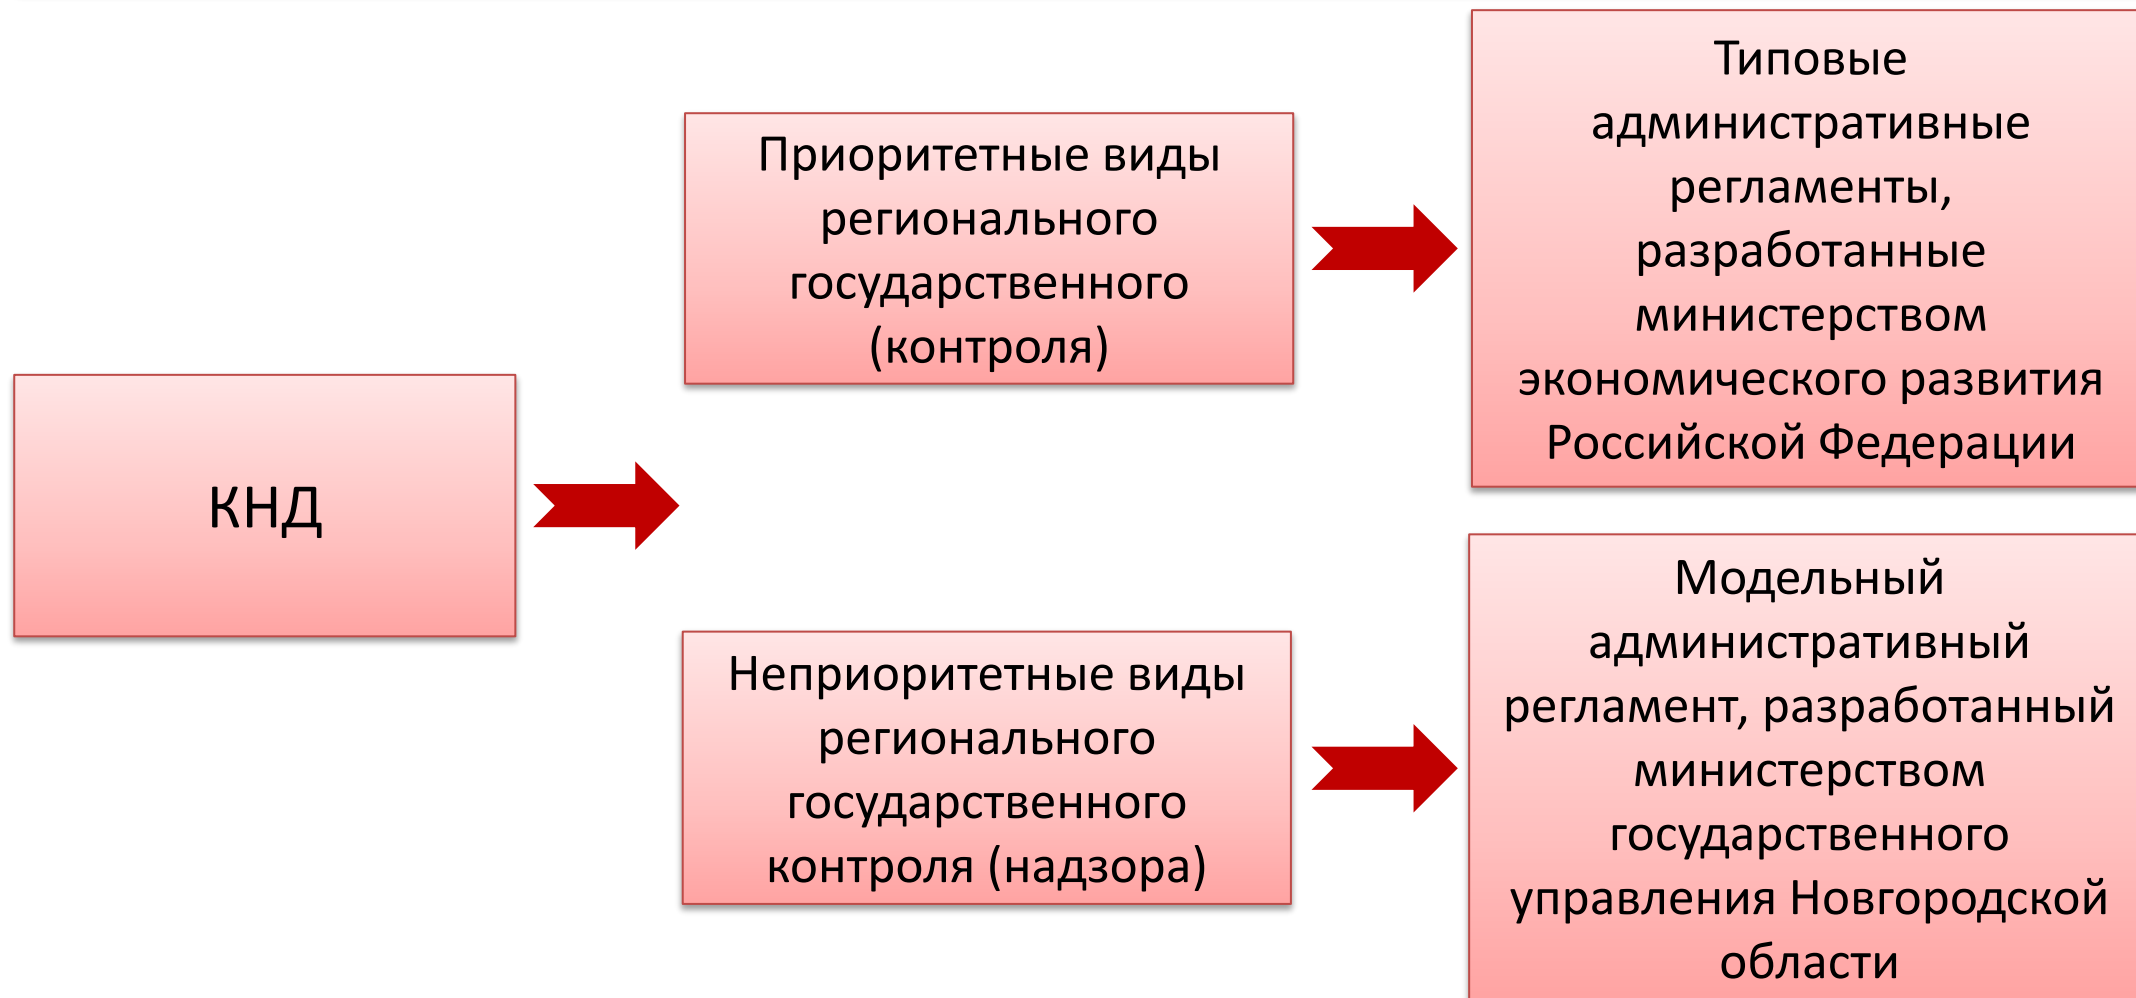 КНД
Приоритетные виды
регионального
государственного
(контроля)
Типовые
административные
регламенты,
разработанные
министерством
экономического развития
Российской Федерации
Неприоритетные виды
регионального
государственного
контроля (надзора)
Модельный
административный
регламент, разработанный
министерством
государственного
управления Новгородской
области